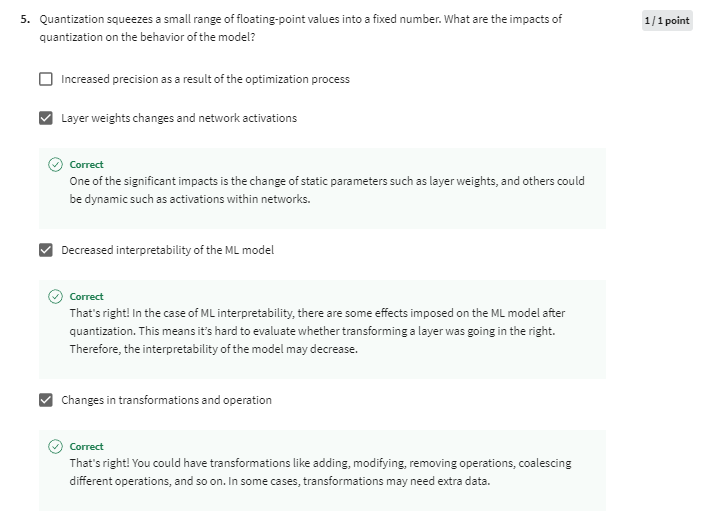 5. Quantization squeezes a small range of floating-point values into a fixed number. What are the impacts of
1 / 1 point
quantization on the behavior of the model?
Increased precision as a result of the optimization process
Layer weights changes and network activations
Correct
One of the significant impacts is the change of static parameters such as layer weights, and others could
be dynamic such as activations within networks.
Decreased interpretability of the ML model
Correct
That's right! In the case of ML interpretability, there are some effects imposed on the ML model after
quantization. This means it's hard to evaluate whether transforming a layer was going in the right.
Therefore, the interpretability of the model may decrease.
Changes in transformations and operation
Correct
That's right! You could have transformations like adding, modifying, removing operations, coalescing
different operations, and so on. In some cases, transformations may need extra data.